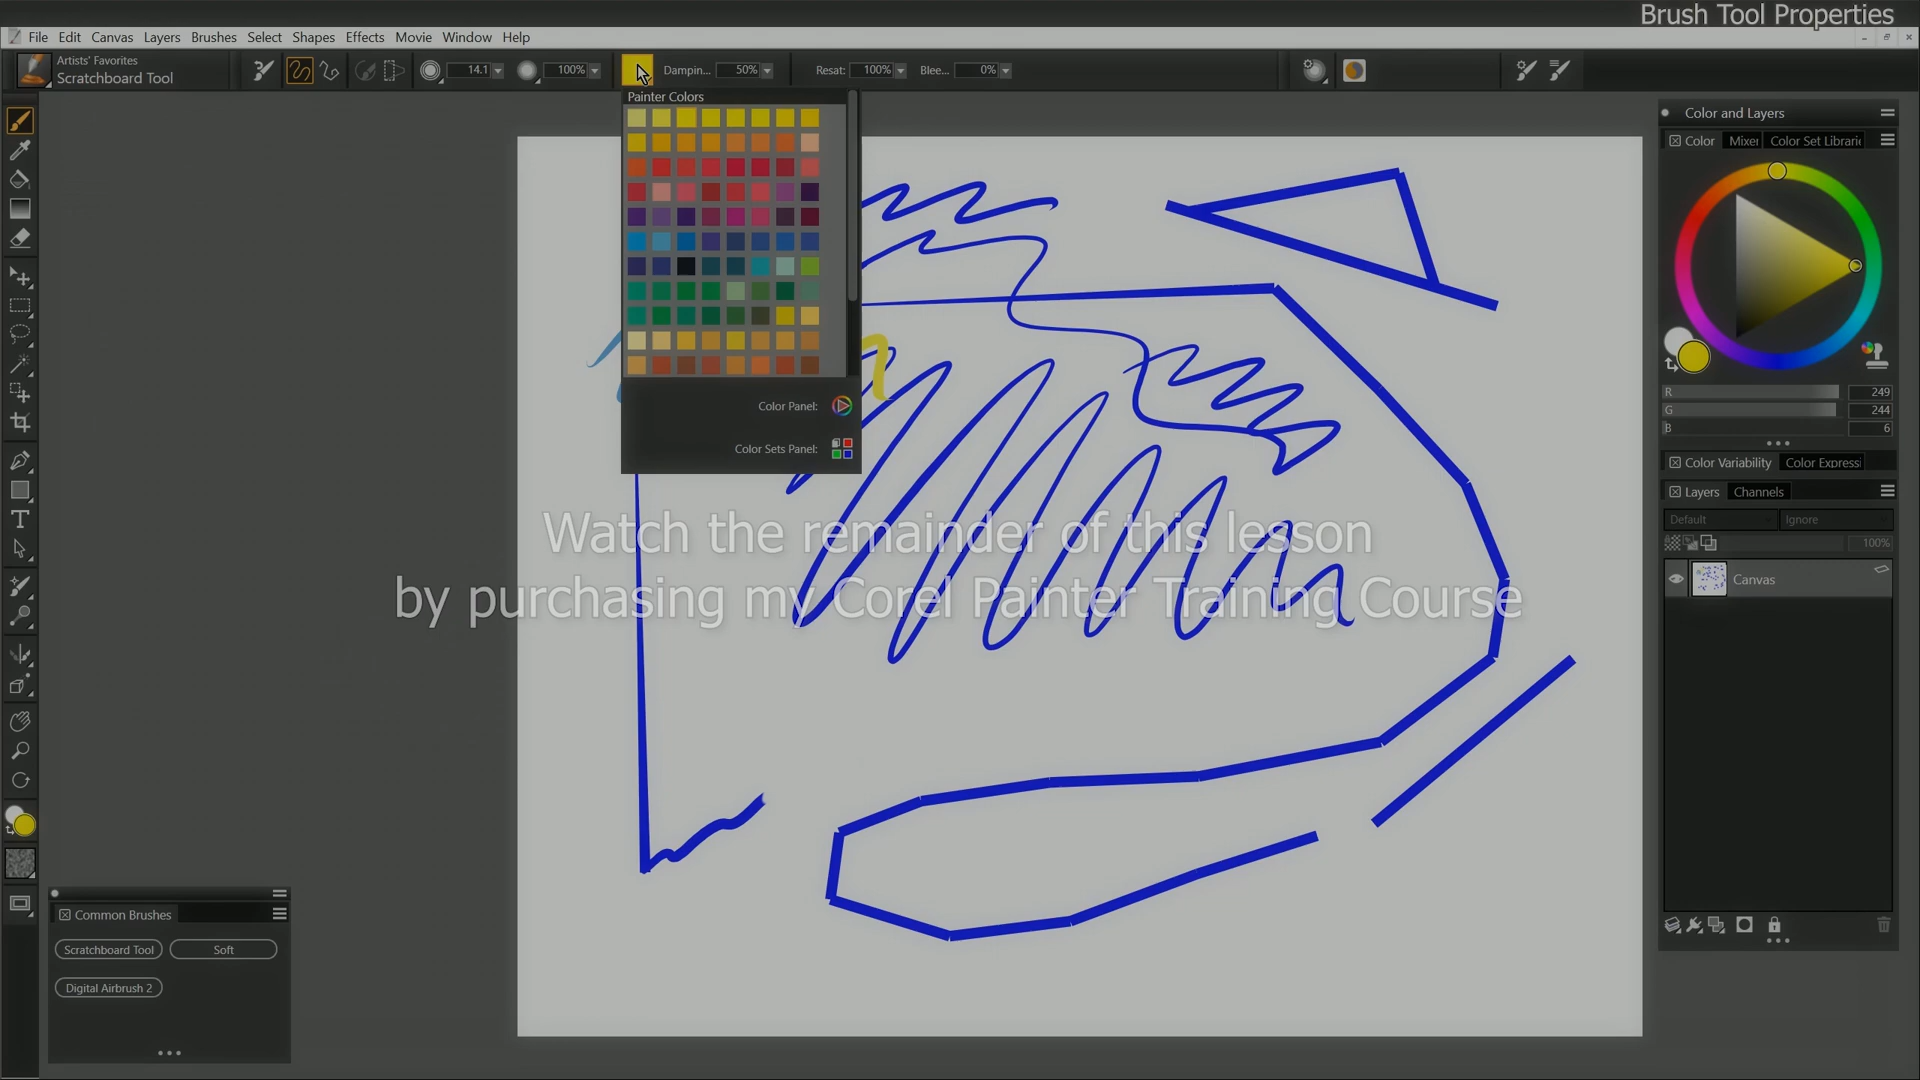 Brush Tool Properties
File Edit Canvas Layers Brushes Select Shapes Effects Movie Window Help
Artists' Favorites
Scratchboard Tool
14.1 100% Dampin... 50% Resat: 100% Blee... 0%
Painter Colors
Color Panel:
Color Sets Panel:
Color and Layers
Color Mixer Color Set Librari
R 249
G 244
B 6
Color Variability Color Expressi
Layers Channels
Default Ignore
100%
Canvas
Watch the remainder of this lesson
by purchasing my Corel Painter Training Course
Common Brushes
Scratchboard Tool Soft
Digital Airbrush 2